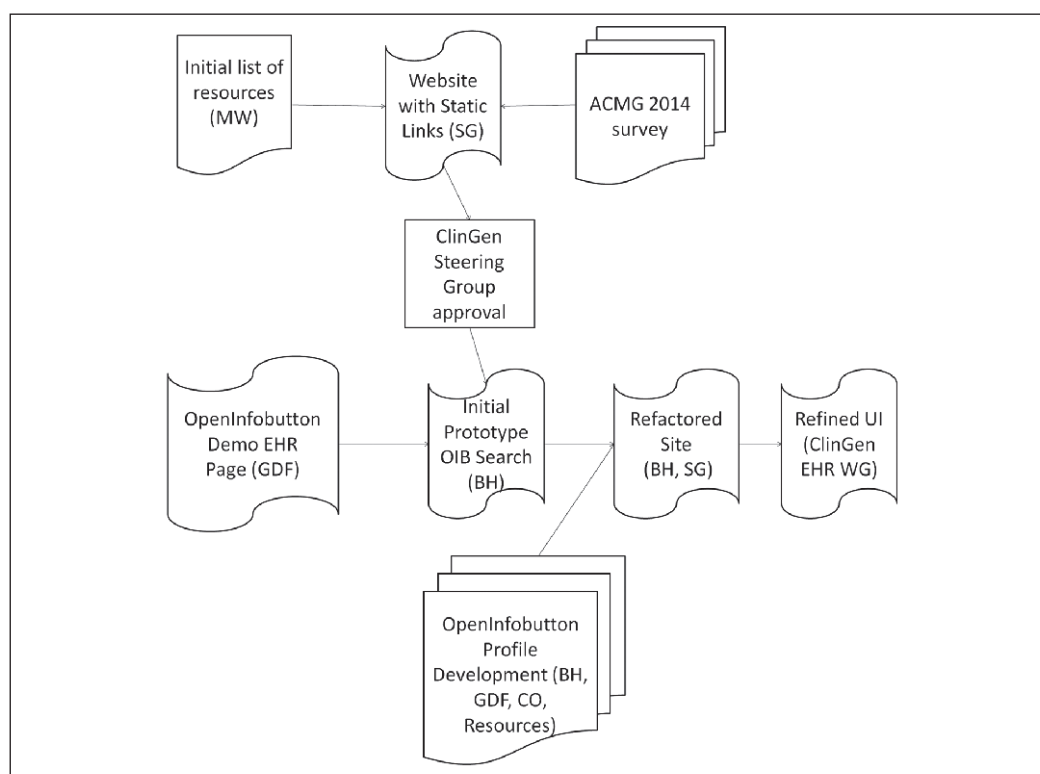 Initial list of
resources
(MW)
Website
with Static
Links (SG)
ACMG 2014
survey
ClinGen
Steering
Group
approval
OpenInfobutton
Demo EHR
Page (GDF)
Initial
Prototype
OIB Search
(BH)
Refactored
Site
(BH, SG)
Refined UI
(ClinGen
EHR WG)
OpenInfobutton
Profile
Development (BH,
GDF, CO,
Resources)